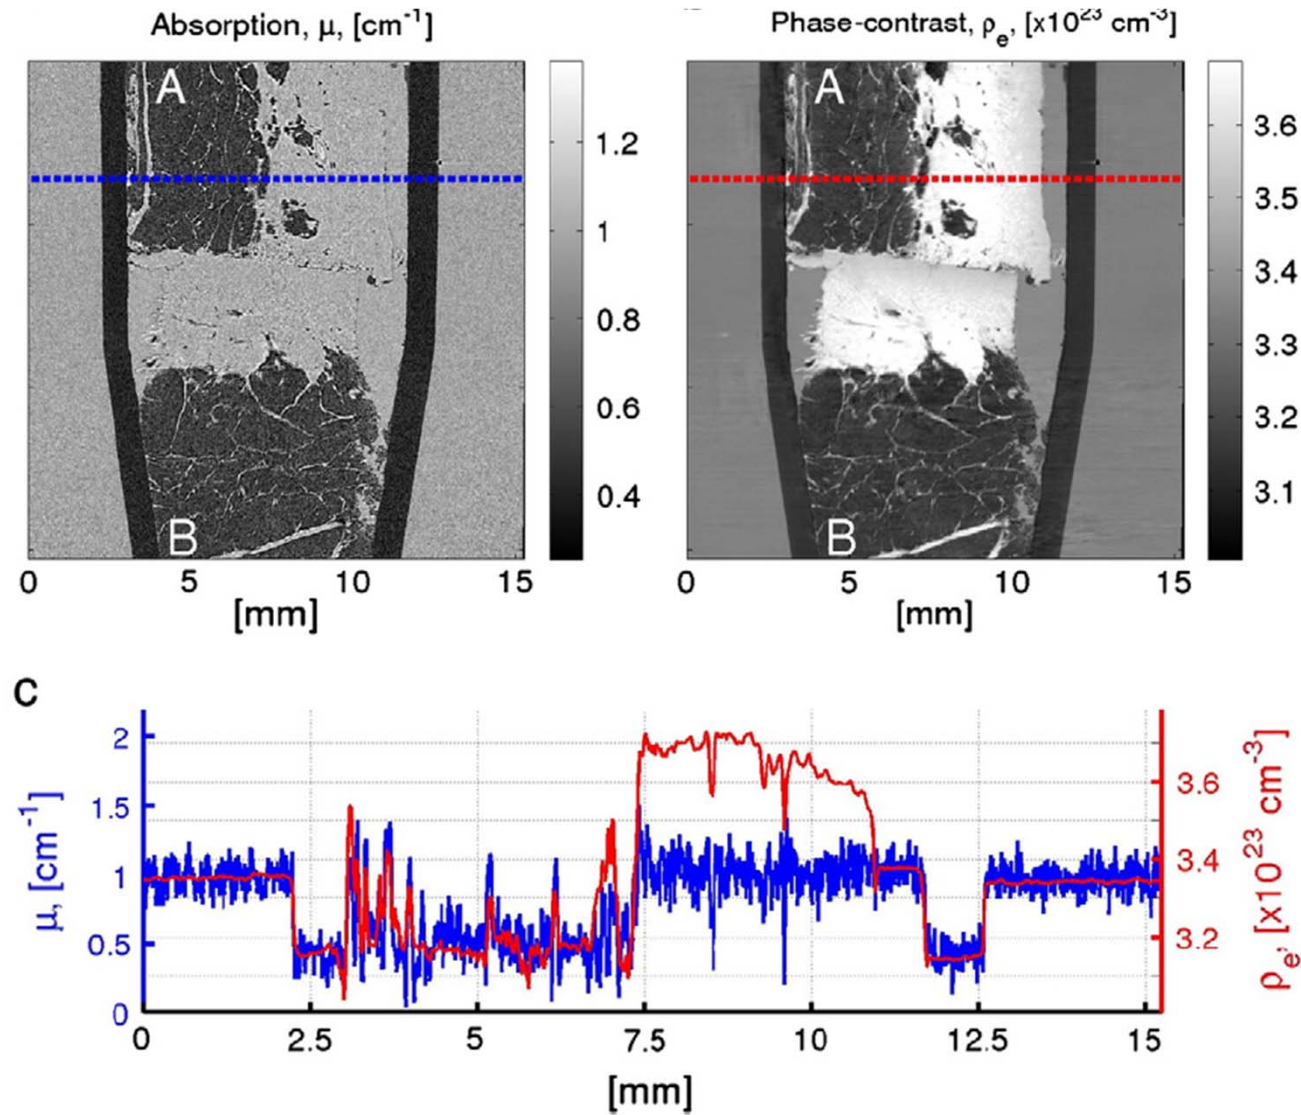 Absorption, μ, [cm⁻¹]
Phase-contrast, ρₑ, [x10²³ cm⁻³]
A
B
1.2
1
0.8
0.6
0.4
0 5 10 15
[mm]
A
B
3.6
3.5
3.4
3.3
3.2
3.1
0 5 10 15
[mm]
C
μ, [cm⁻¹]
2
1.5
1
0.5
0
3.6
3.4
3.2
ρₑ, [x10²³ cm⁻³]
0 2.5 5 7.5 10 12.5 15
[mm]